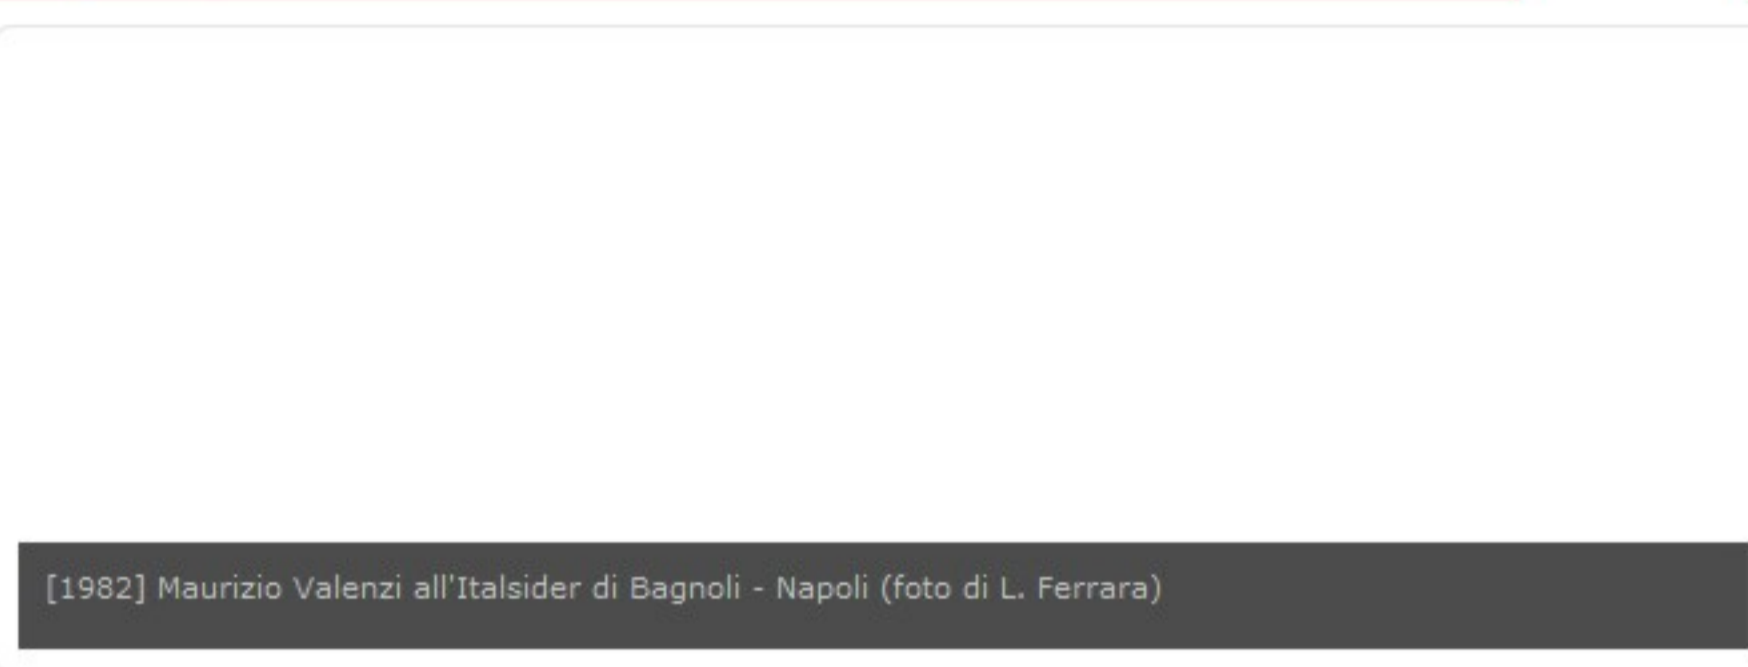 [1982] Maurizio Valenzi all'Italsider di Bagnoli - Napoli (foto di L. Ferrara)